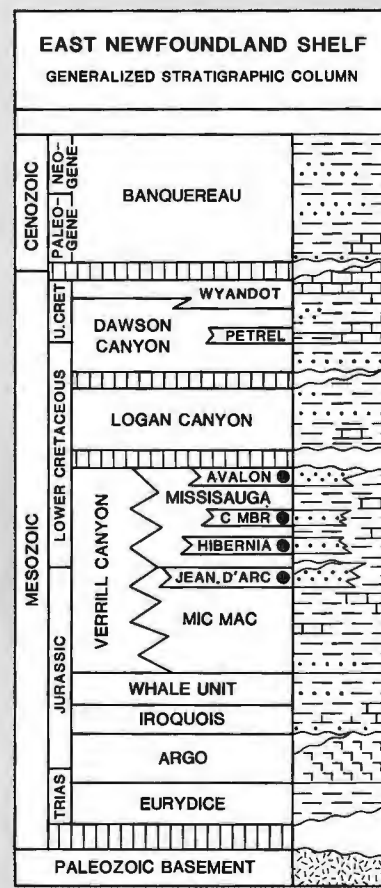 EAST NEWFOUNDLAND SHELF
GENERALIZED STRATIGRAPHIC COLUMN
CENOZOIC
NEO-
GENE
PALEO-
GENE
BANQUEREAU
MESOZOIC
U.CRET
WYANDOT
DAWSON
CANYON
PETREL
LOWER CRETACEOUS
LOGAN CANYON
VERRILL CANYON
AVALON
MISSISAUGA
C MBR
HIBERNIA
JEAN. D'ARC
MIC MAC
JURASSIC
WHALE UNIT
IROQUOIS
ARGO
TRIAS
EURYDICE
PALEOZOIC BASEMENT